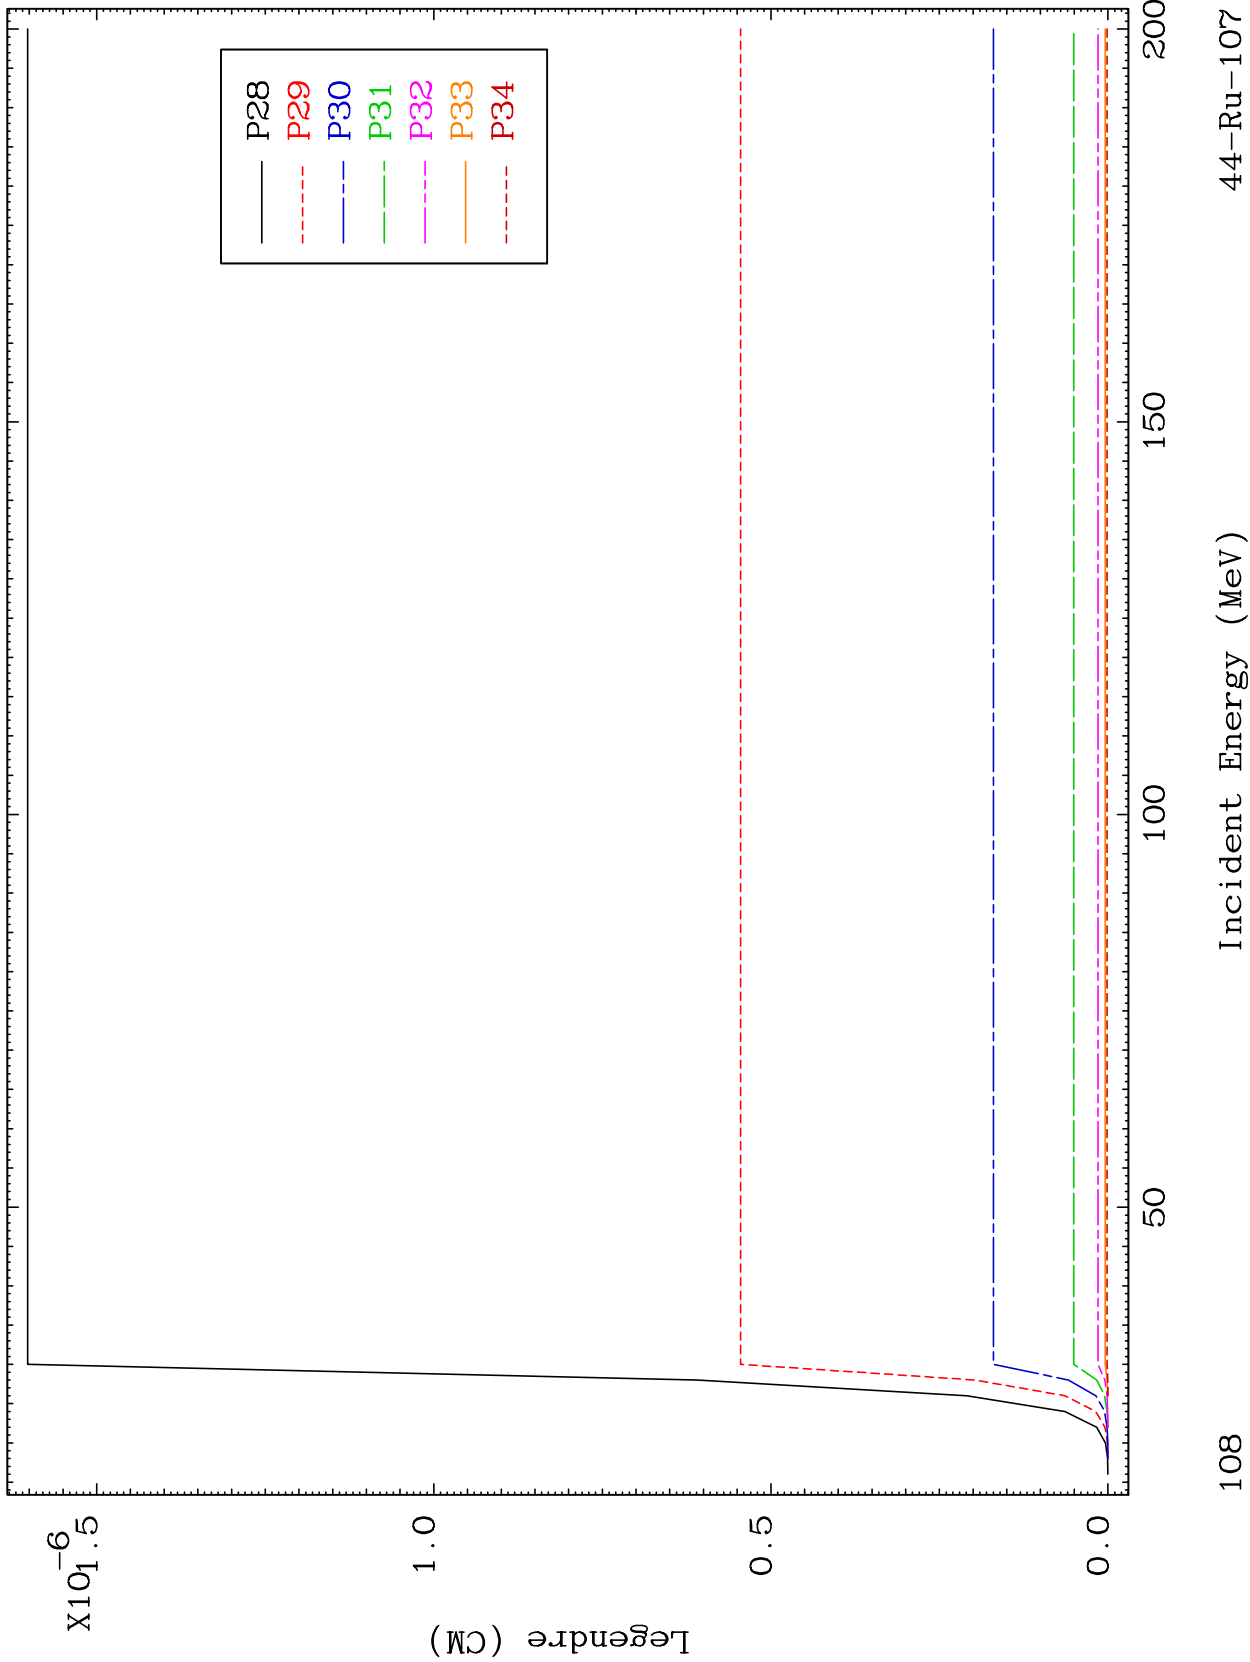 X10-6
1.5
1.0
0.5
0.0
Legendre (CM)
P28
P29
P30
P31
P32
P33
P34
50
100
150
200
Incident Energy (MeV)
108
44-Ru-107